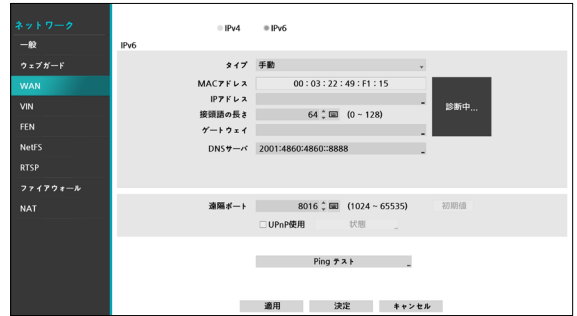 ネットワーク
一般
ウェブガード
WAN
VIN
FEN
NetFS
RTSP
ファイアウォール
NAT
IPv4 IPv6
IPv6
タイプ 手動
MACアドレス 00 : 03 : 22 : 49 : F1 : 15
IPアドレス
診断中...
接頭語の長さ 64 (0 ~ 128)
ゲートウェイ
DNSサーバ 2001:4860:4860::8888
遠隔ポート 8016 (1024 ~ 65535) 初期値
UPnP使用 状態
Ping テスト
適用 決定 キャンセル